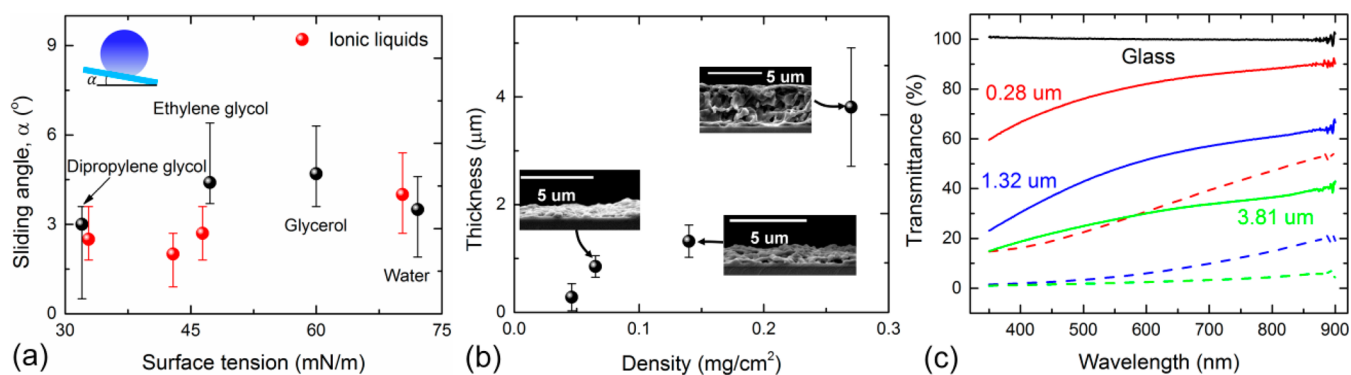 9
6
3
0
Sliding angle, α (°)
α
Ionic liquids
Ethylene glycol
Dipropylene glycol
Glycerol
Water
30
45
60
75
(a)
Surface tension (mN/m)
4
2
0
Thickness (μm)
5 um
5 um
5 um
0.0
0.1
0.2
0.3
(b)
Density (mg/cm²)
100
80
60
40
20
0
Transmittance (%)
Glass
0.28 um
1.32 um
3.81 um
400
500
600
700
800
900
(c)
Wavelength (nm)